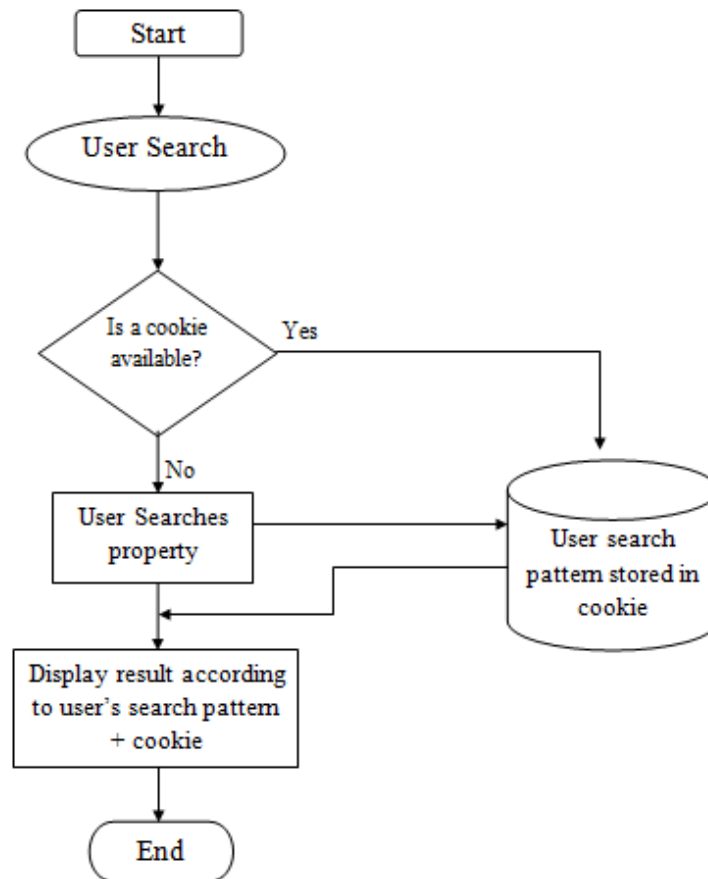 Start
User Search
Is a cookie
available?
Yes
No
User Searches
property
User search
pattern stored in
cookie
Display result according
to user's search pattern
+ cookie
End